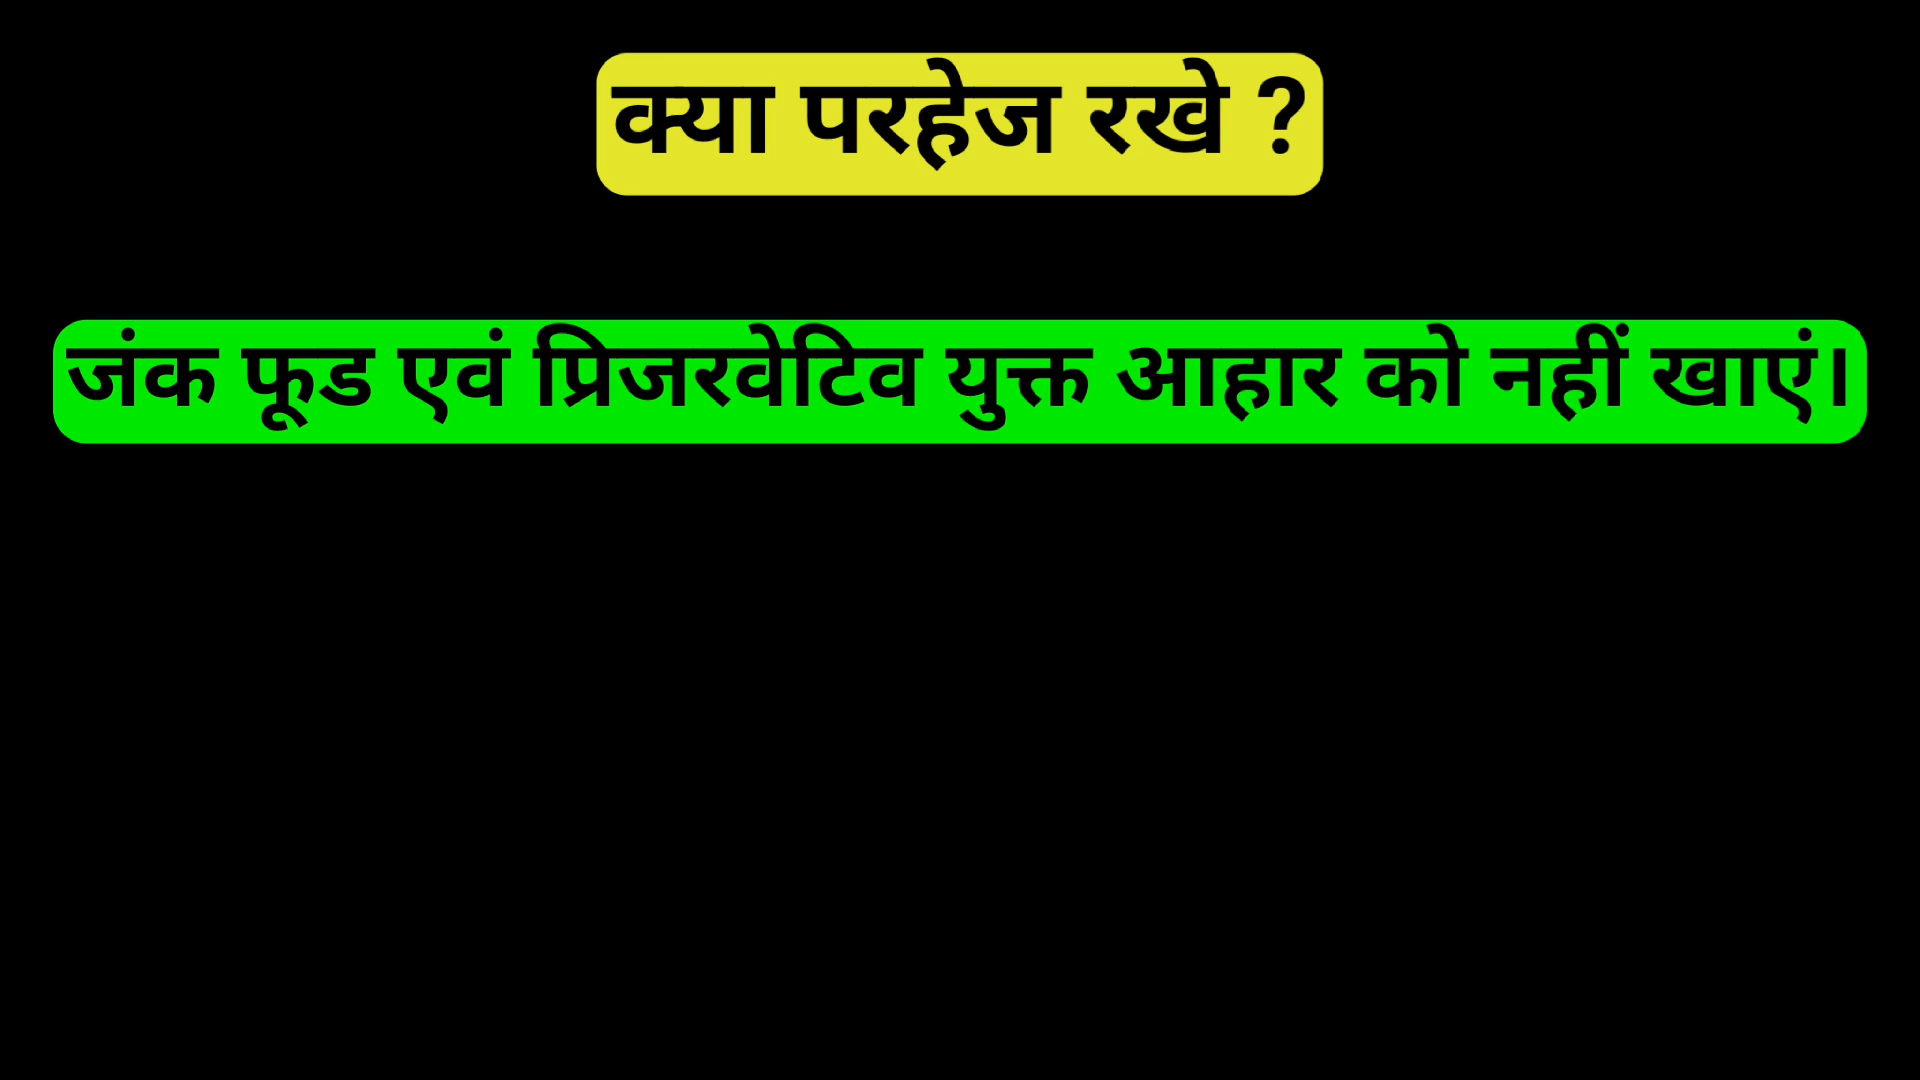 क्या परहेज रखे ?
जंक फूड एवं प्रिजरवेटिव युक्त आहार को नहीं खाएं।